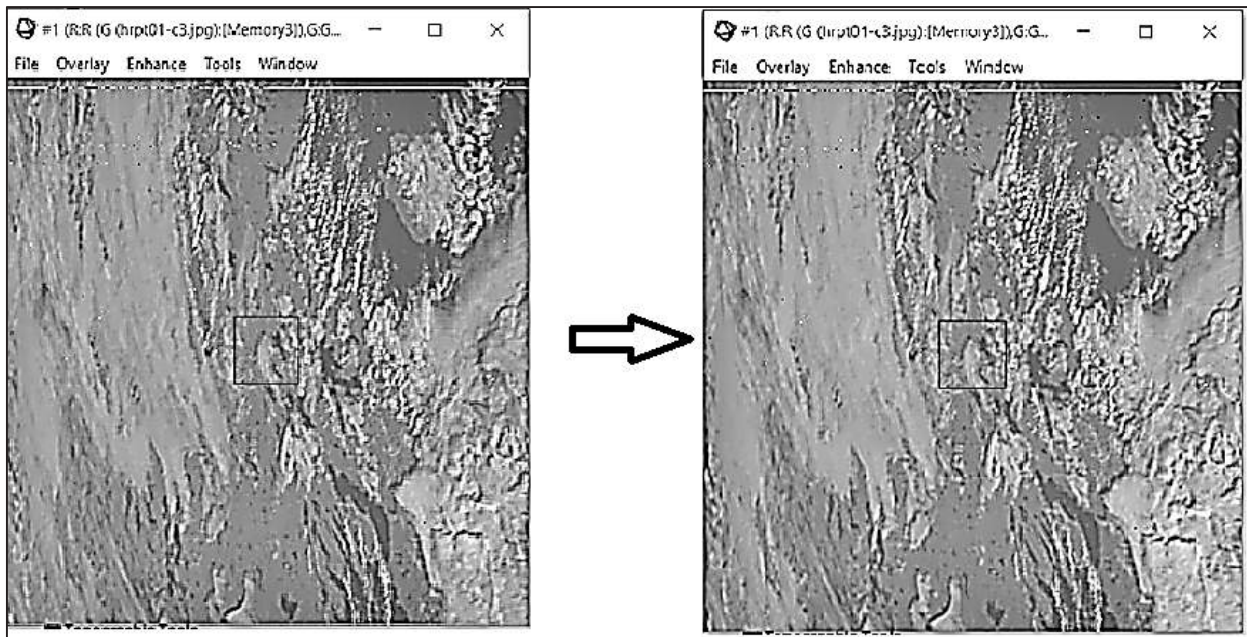 #1 (R:R (G (hrpt01-c3.jpg):[Memory3]),G:G...
File Overlay Enhance Tools Window
#1 (R:R (G (hrpt01-c3.jpg):[Memory3]),G:G...
File Overlay Enhance Tools Window